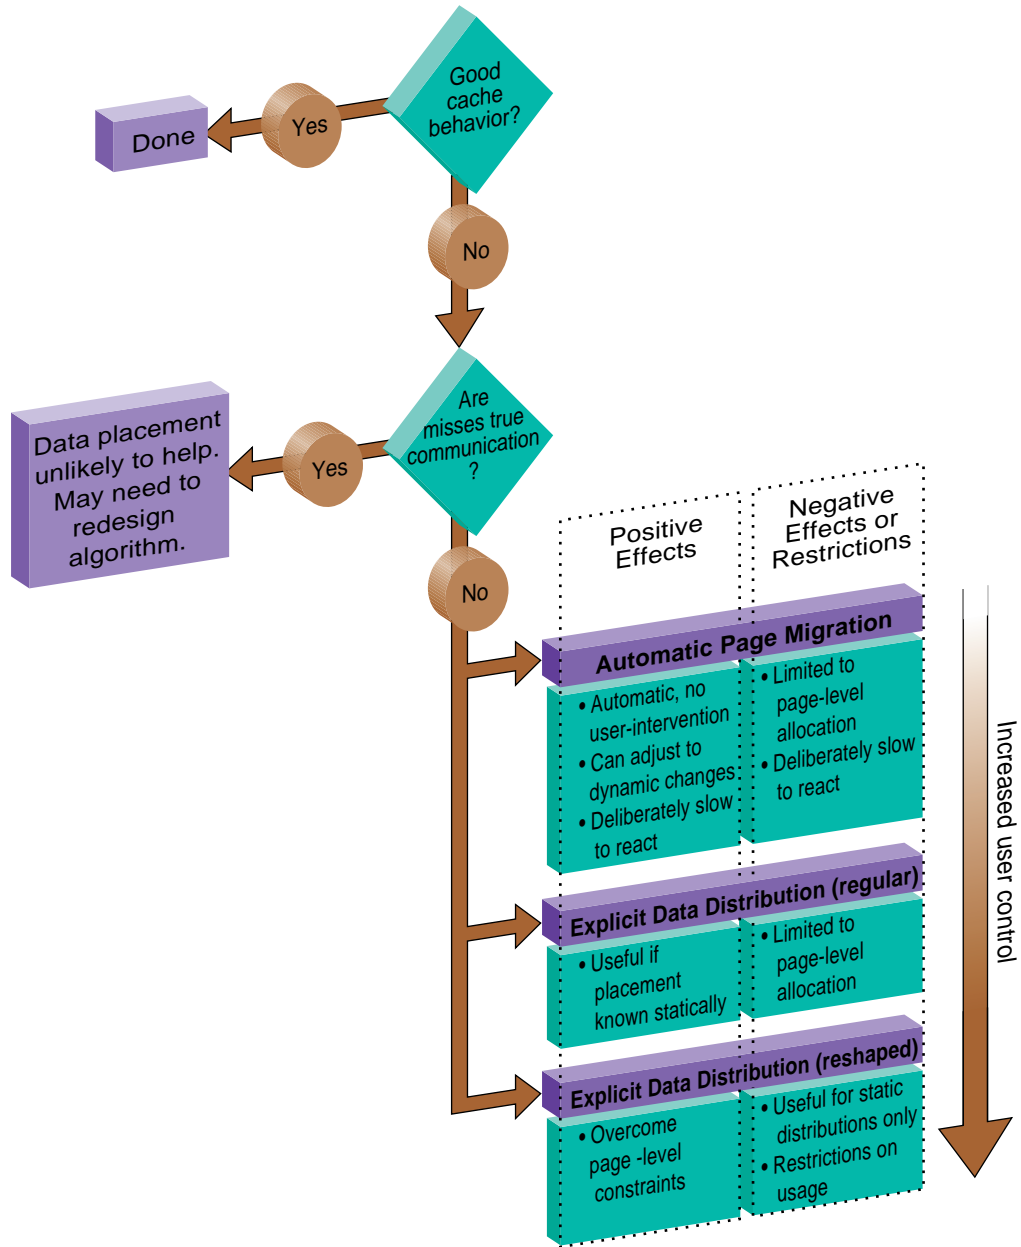 Good
cache
behavior?
Yes
Done
No
Are
misses true
communication
?
Yes
Data placement
unlikely to help.
May need to
redesign
algorithm.
No
Positive
Effects
Negative
Effects or
Restrictions
Automatic Page Migration
• Automatic, no
user-intervention
• Can adjust to
dynamic changes
• Deliberately slow
to react
• Limited to
page-level
allocation
• Deliberately slow
to react
Explicit Data Distribution (regular)
• Useful if
placement
known statically
• Limited to
page-level
allocation
Explicit Data Distribution (reshaped)
• Overcome
page -level
constraints
• Useful for static
distributions only
• Restrictions on
usage
Increased user control